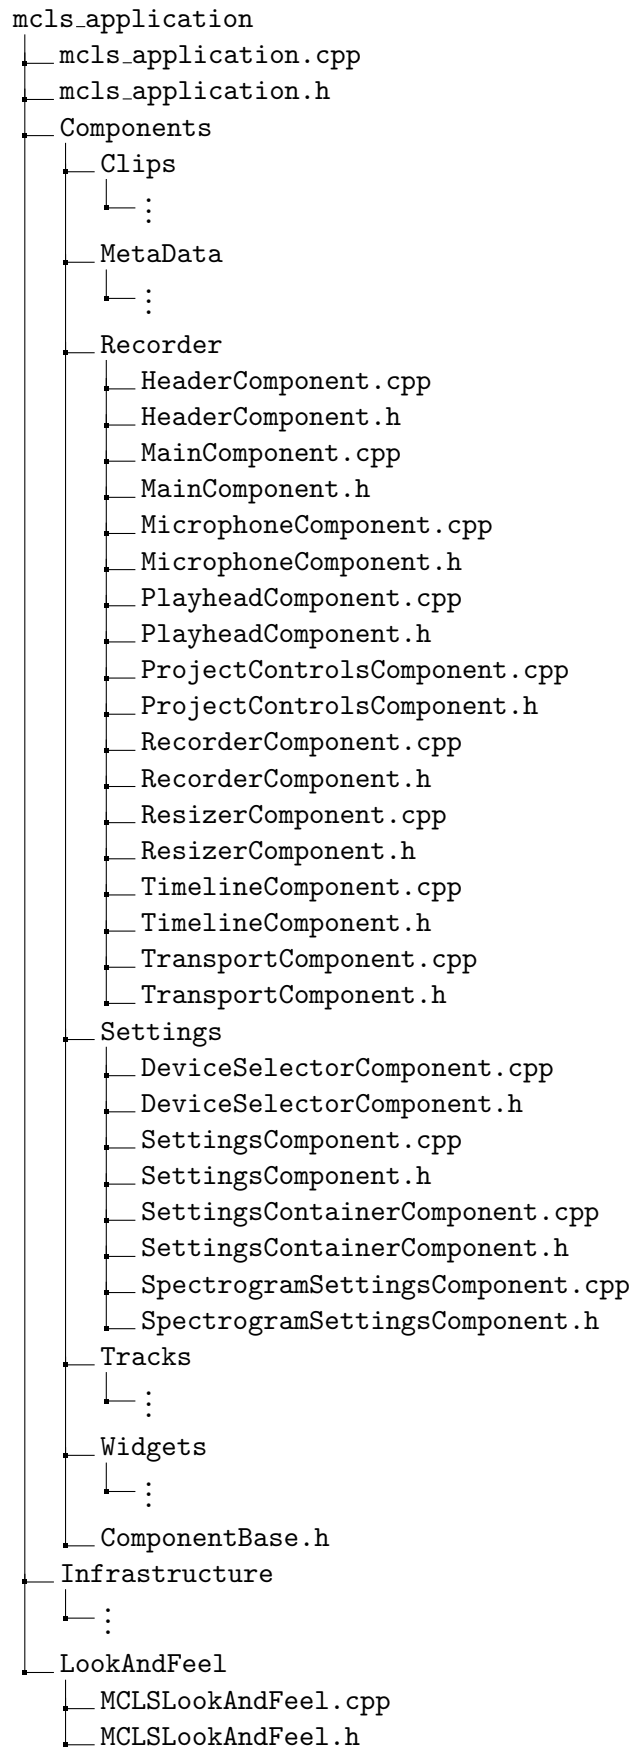 mcls_application
mcls_application.cpp
mcls_application.h
Components
Clips
⋮
MetaData
⋮
Recorder
HeaderComponent.cpp
HeaderComponent.h
MainComponent.cpp
MainComponent.h
MicrophoneComponent.cpp
MicrophoneComponent.h
PlayheadComponent.cpp
PlayheadComponent.h
ProjectControlsComponent.cpp
ProjectControlsComponent.h
RecorderComponent.cpp
RecorderComponent.h
ResizerComponent.cpp
ResizerComponent.h
TimelineComponent.cpp
TimelineComponent.h
TransportComponent.cpp
TransportComponent.h
Settings
DeviceSelectorComponent.cpp
DeviceSelectorComponent.h
SettingsComponent.cpp
SettingsComponent.h
SettingsContainerComponent.cpp
SettingsContainerComponent.h
SpectrogramSettingsComponent.cpp
SpectrogramSettingsComponent.h
Tracks
⋮
Widgets
⋮
ComponentBase.h
Infrastructure
⋮
LookAndFeel
MCLSLookAndFeel.cpp
MCLSLookAndFeel.h